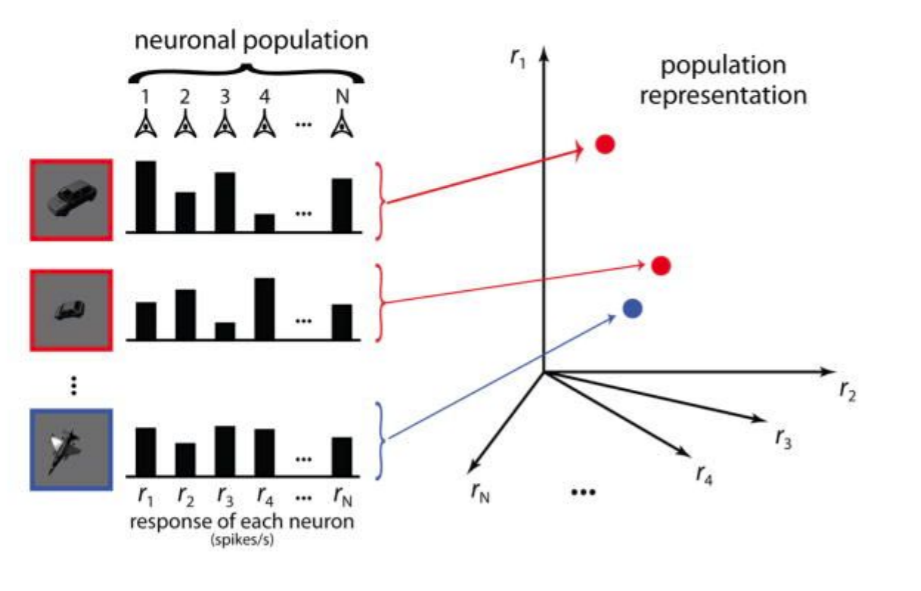 neuronal population
1 2 3 4 N
...
r1
population
representation
...
...
r2
r3
r4
rN
...
...
r1 r2 r3 r4 ... rN
response of each neuron
(spikes/s)